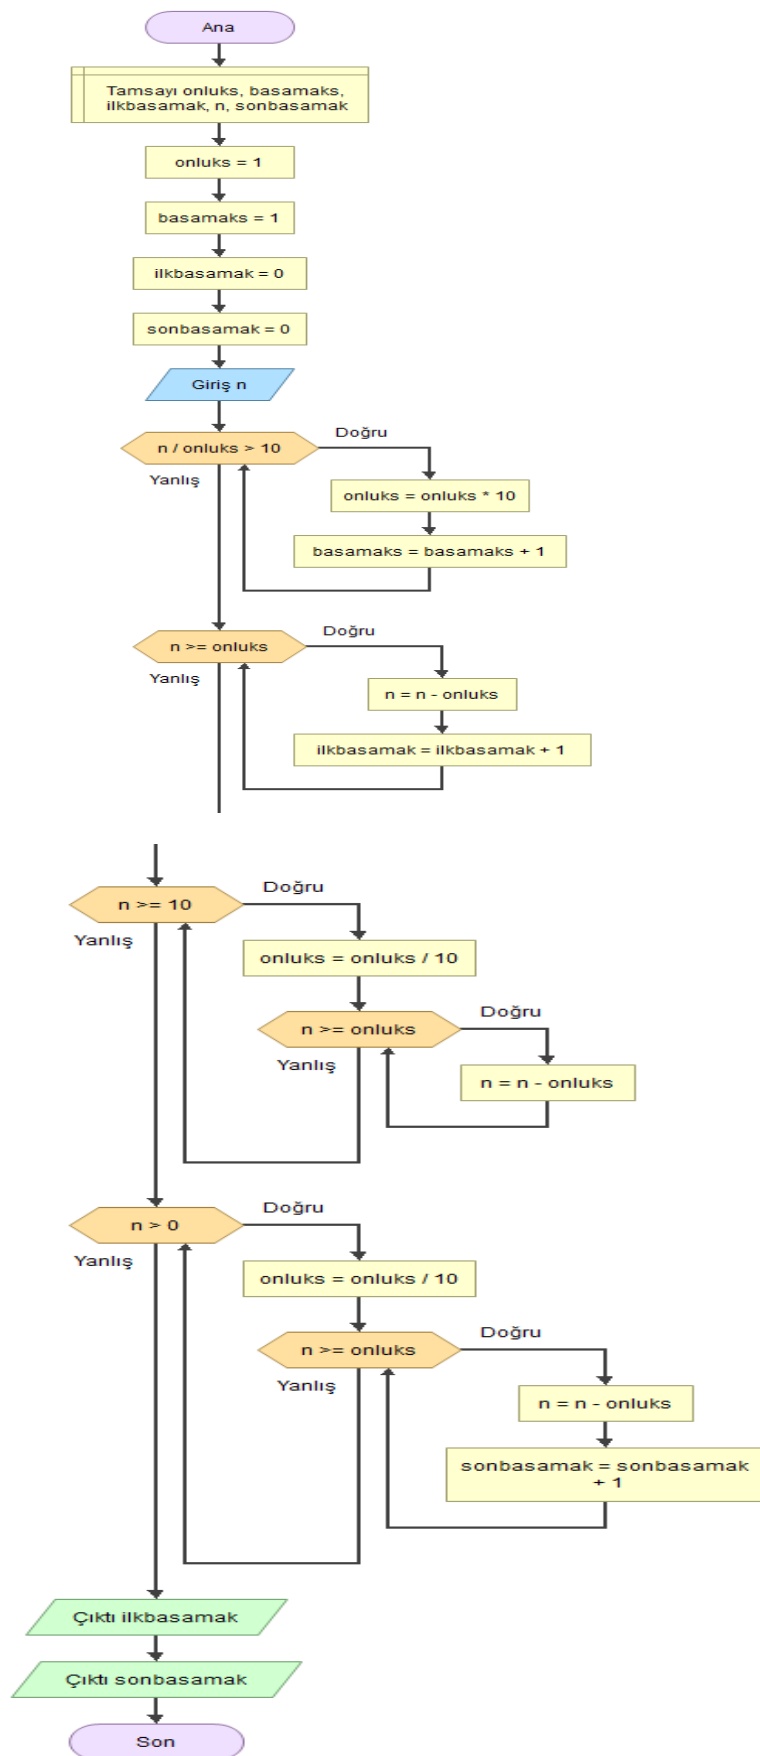 Ana
Tamsayı onluks, basamaks,
ilkbasamak, n, sonbasamak
onluks = 1
basamaks = 1
ilkbasamak = 0
sonbasamak = 0
Giriş n
n / onluks > 10
Doğru
Yanlış
onluks = onluks * 10
basamaks = basamaks + 1
n >= onluks
Doğru
Yanlış
n = n - onluks
ilkbasamak = ilkbasamak + 1
n >= 10
Doğru
Yanlış
onluks = onluks / 10
n >= onluks
Doğru
Yanlış
n = n - onluks
n > 0
Doğru
Yanlış
onluks = onluks / 10
n >= onluks
Doğru
Yanlış
n = n - onluks
sonbasamak = sonbasamak
+ 1
Çıktı ilkbasamak
Çıktı sonbasamak
Son